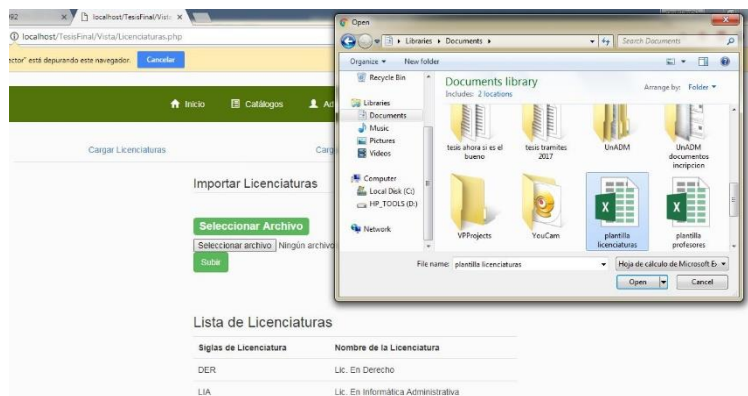 localhost/TesisFinal/Vista
localhost/TesisFinal/Vista/Licenciaturas.php
ector" está depurando este navegador. Cancelar
Inicio Catálogos
Cargar Licenciaturas
Importar Licenciaturas
Seleccionar Archivo
Seleccionar archivo Ningún archivo
Subir
Lista de Licenciaturas
Siglas de Licenciatura Nombre de la Licenciatura
DER Lic. En Derecho
LIA Lic. En Informática Administrativa
Open
Libraries Documents
Search Documents
Organize New folder
Recycle Bin
Libraries
Documents
Music
Pictures
Videos
Computer
Local Disk (C:)
HP_TOOLS (D:)
Network
Documents library
Includes: 2 locations
Arrange by: Folder
tesis ahora si es el bueno
tesis tramites 2017
UnADM
UnADM documentos incripcion
VPProjects
YouCam
plantilla licenciaturas
plantilla profesores
File name: plantilla licenciaturas
Hoja de cálculo de Microsoft E
Open Cancel